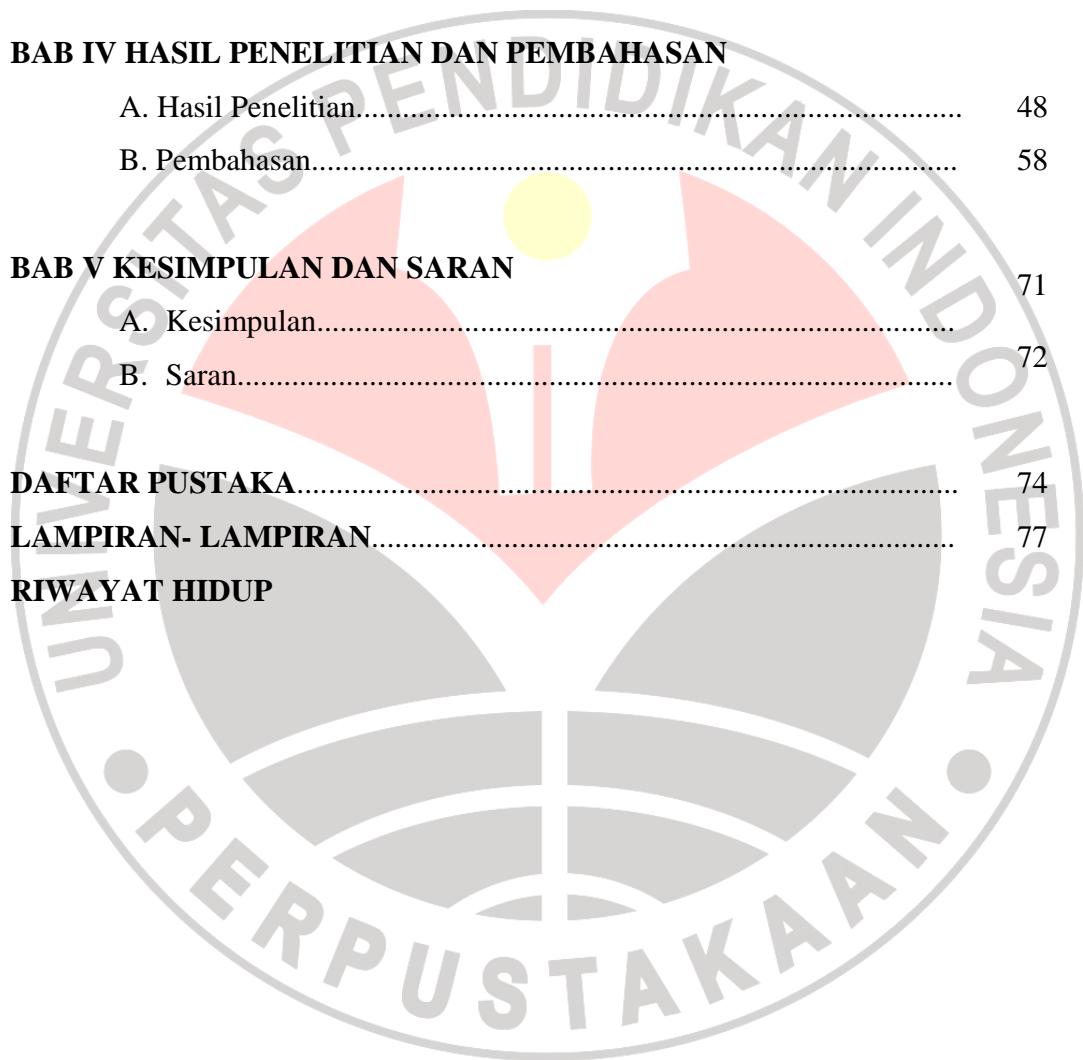 BAB IV HASIL PENELITIAN DAN PEMBAHASAN
A. Hasil Penelitian............................................................................................. 48
B. Pembahasan................................................................................................... 58
BAB V KESIMPULAN DAN SARAN
A. Kesimpulan................................................................................................. 71
B. Saran............................................................................................................. 72
DAFTAR PUSTAKA..................................................................................................... 74
LAMPIRAN- LAMPIRAN......................................................................................... 77
RIWAYAT HIDUP
UNIVERSITAS PENDIDIKAN INDONESIA
PERPUSTAKAAN